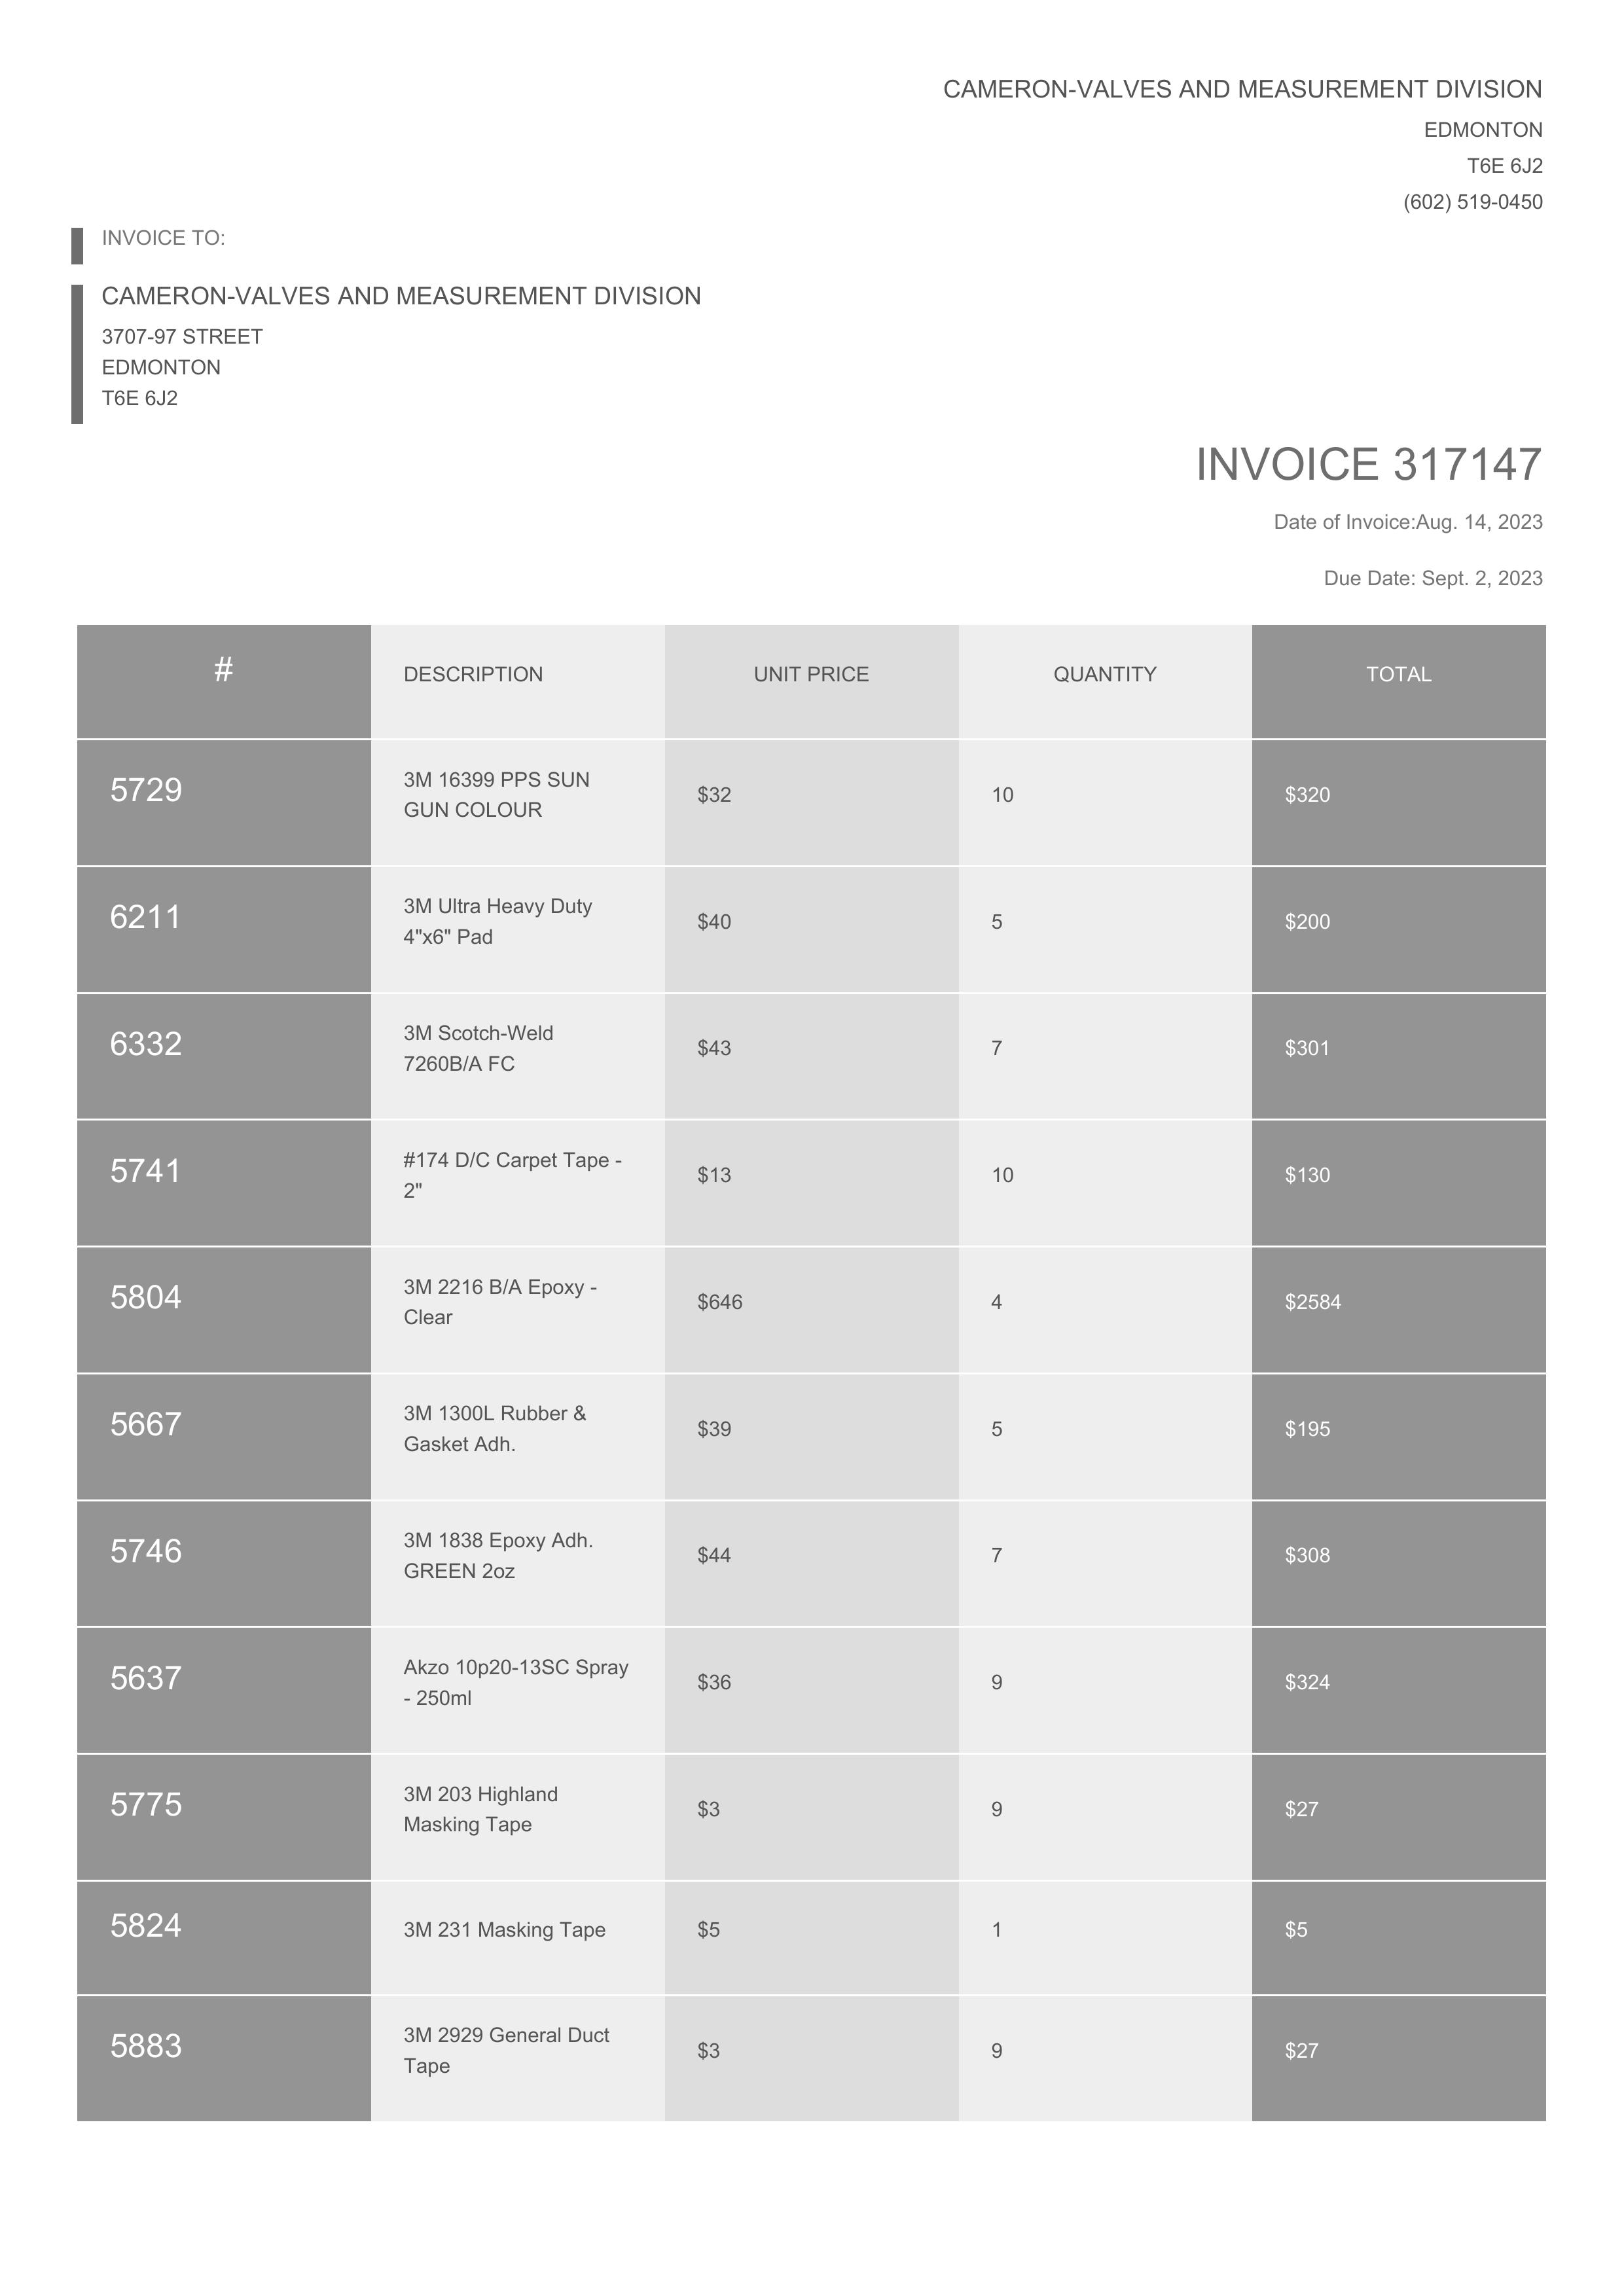 CAMERON-VALVES AND MEASUREMENT DIVISION
EDMONTON
T6E 6J2
(602) 519-0450
INVOICE TO:
CAMERON-VALVES AND MEASUREMENT DIVISION
3707-97 STREET
EDMONTON
T6E 6J2
INVOICE 317147
Date of Invoice:Aug. 14, 2023
Due Date: Sept. 2, 2023
# DESCRIPTION UNIT PRICE QUANTITY TOTAL
5729 3M 16399 PPS SUN $32 10 $320
GUN COLOUR
6211 3M Ultra Heavy Duty $40 5 $200
4"x6" Pad
6332 3M Scotch-Weld $43 7 $301
7260B/A FC
5741 #174 D/C Carpet Tape - $13 10 $130
2"
5804 3M 2216 B/A Epoxy - $646 4 $2584
Clear
5667 3M 1300L Rubber & $39 5 $195
Gasket Adh.
5746 3M 1838 Epoxy Adh. $44 7 $308
GREEN 2oz
5637 Akzo 10p20-13SC Spray $36 9 $324
- 250ml
5775 3M 203 Highland $3 9 $27
Masking Tape
5824 3M 231 Masking Tape $5 1 $5
5883 3M 2929 General Duct $3 9 $27
Tape